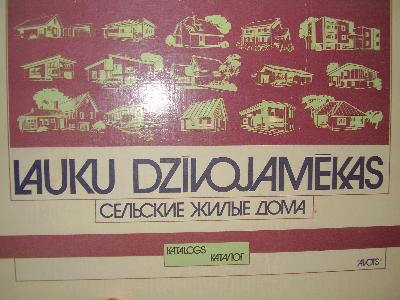 LAUKU DZĪVOJAMĒKAS
СЕЛЬСКИЕ ЖИЛЫЕ ДОМА
KATALOGS
КАТАЛОГ
"AVOTS"